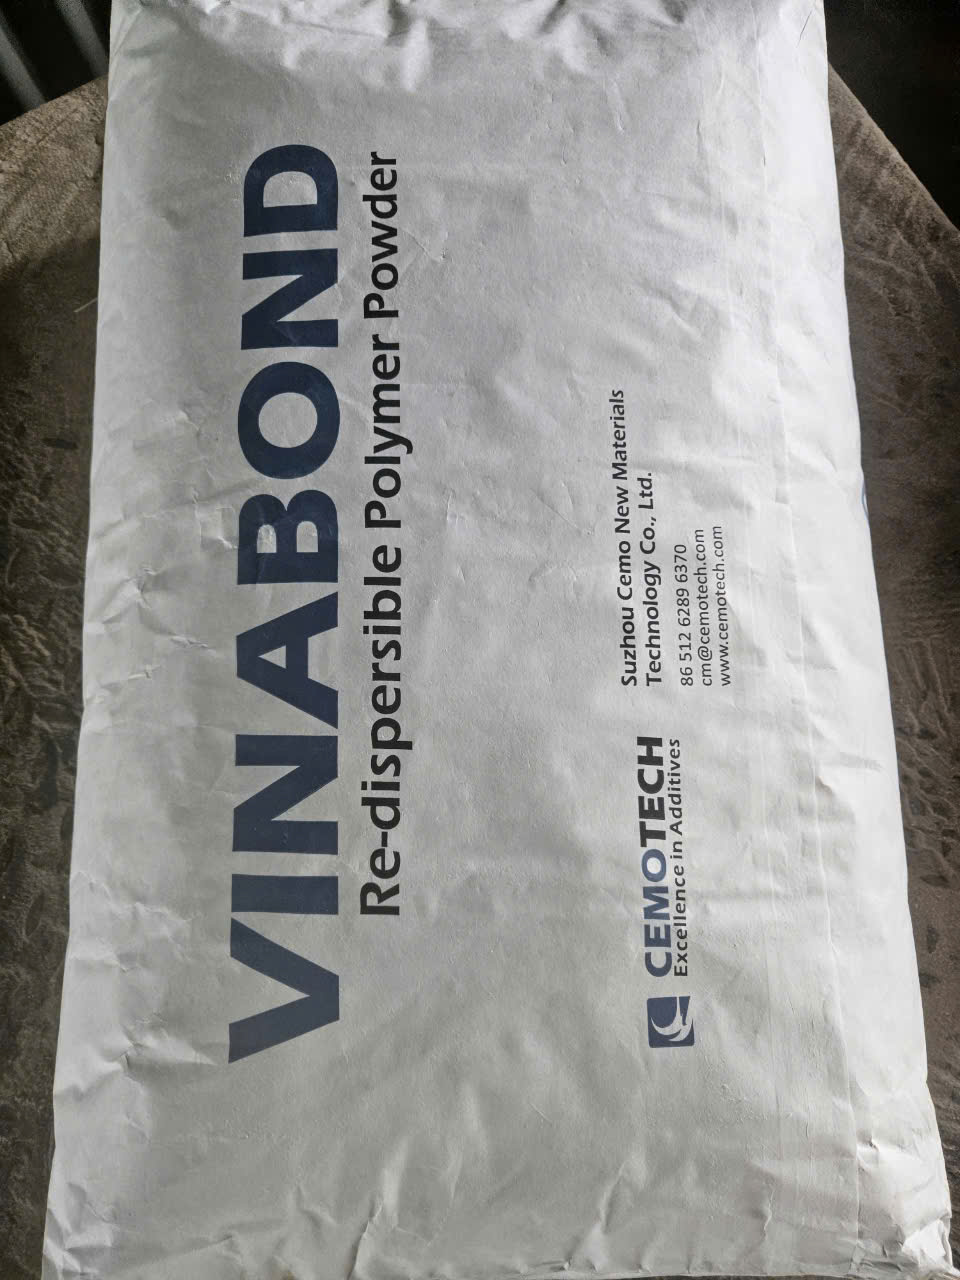 VINABOND
Re-dispersible Polymer Powder
CEMOTECH
Excellence in Additives
Suzhou Cemo New Materials
Technology Co., Ltd.
86 512 6289 6370
cm@cemotech.com
www.cemotech.com